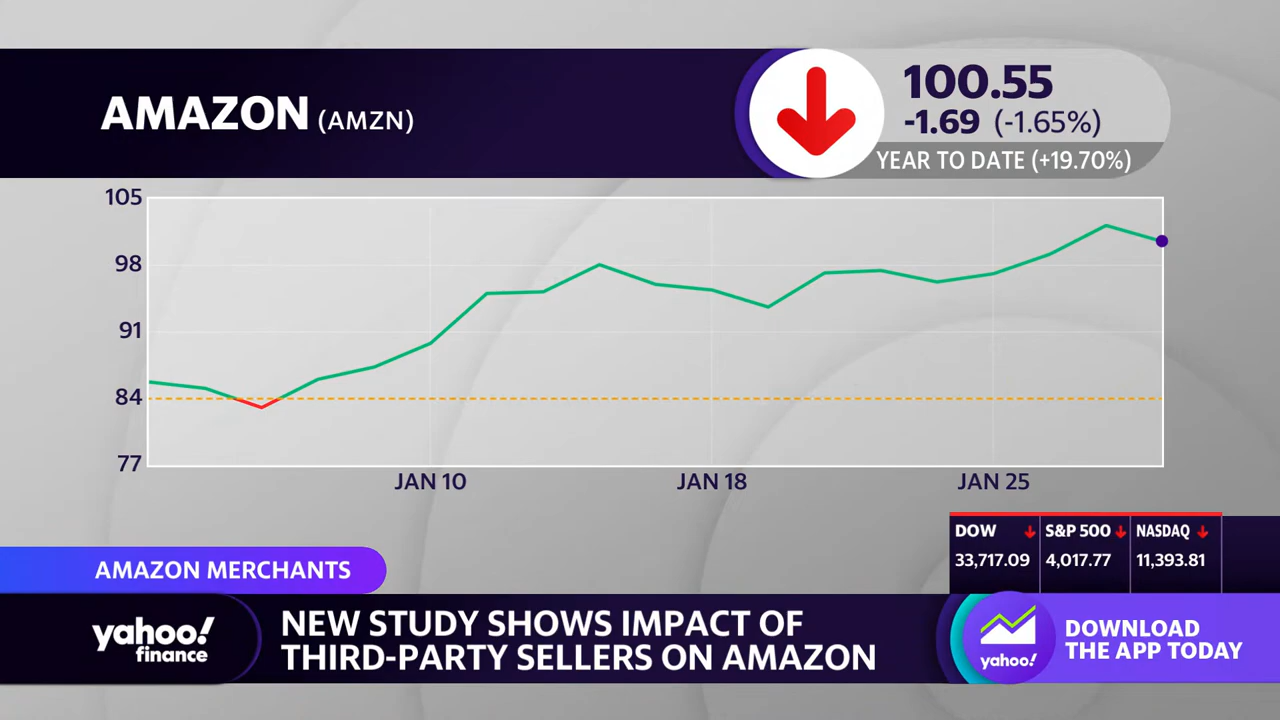 AMAZON (AMZN)
100.55
-1.69 (-1.65%)
YEAR TO DATE (+19.70%)
105
98
91
84
77
JAN 10
JAN 18
JAN 25
DOW
33,717.09
S&P 500
4,017.77
NASDAQ
11,393.81
AMAZON MERCHANTS
yahoo!
finance
NEW STUDY SHOWS IMPACT OF
THIRD-PARTY SELLERS ON AMAZON
yahoo!
DOWNLOAD
THE APP TODAY